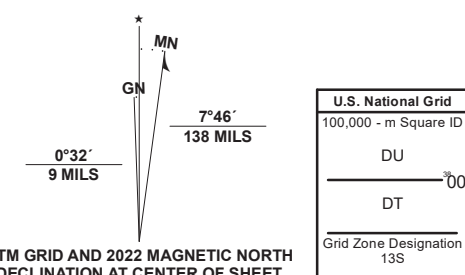 ★
MN
GN
7°46´
138 MILS
0°32´
9 MILS
TM GRID AND 2022 MAGNETIC NORTH
DECLINATION AT CENTER OF SHEET
U.S. National Grid
100,000 - m Square ID
DU
³⁸00
DT
Grid Zone Designation
13S